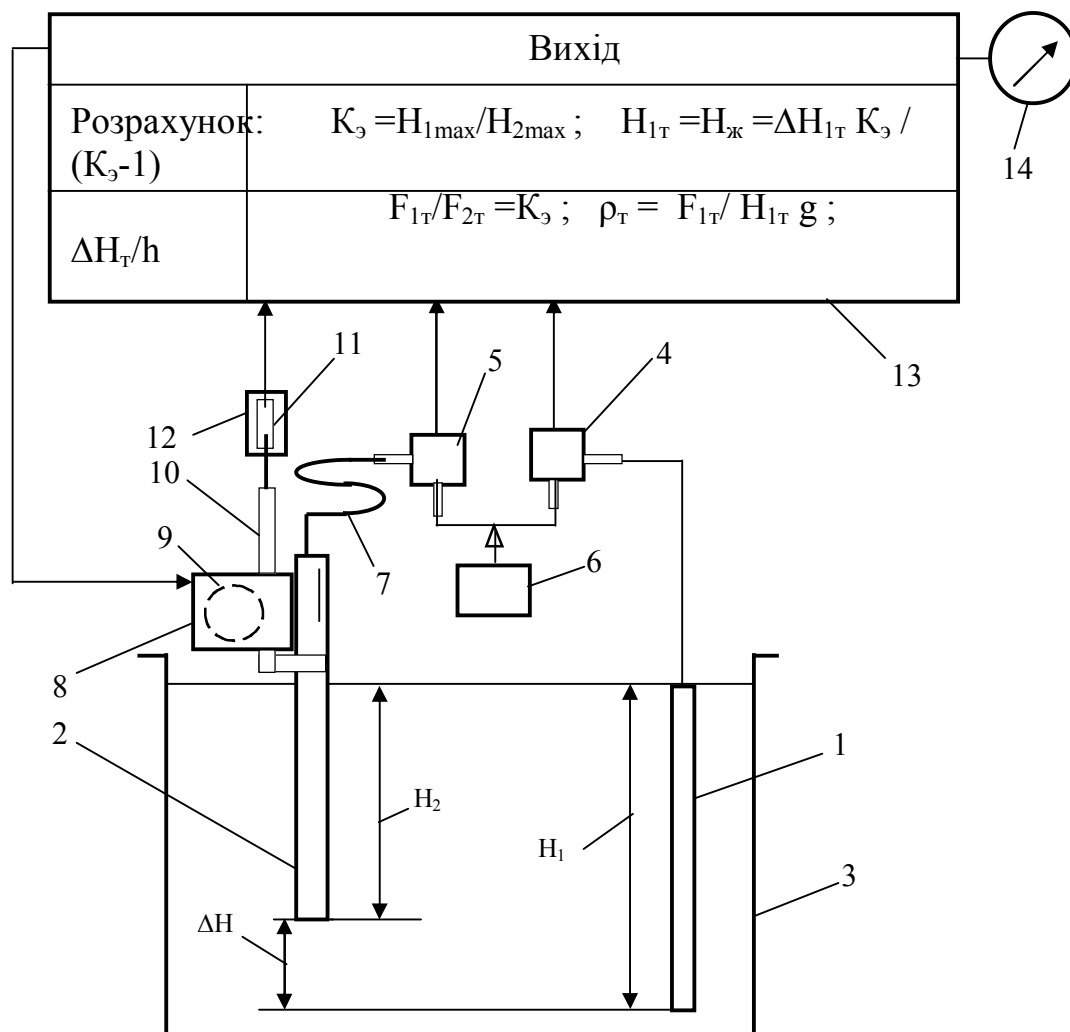 Вихід
Розрахунок: Kэ =H1max/H2max ; H1т =Hж =ΔH1т Kэ /
(Kэ-1)
F1т/F2т =Kэ ; ρт = F1т/ H1т g ;
ΔHт/h
14
13
11
5
4
12
10
9
7
6
8
2
1
H2
H1
3
ΔH